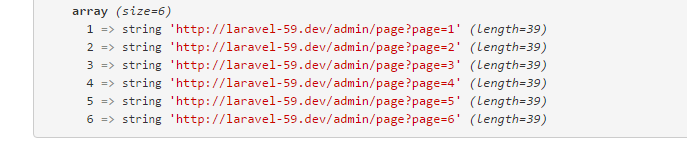 array (size=6)
1 => string 'http://laravel-59.dev/admin/page?page=1' (length=39)
2 => string 'http://laravel-59.dev/admin/page?page=2' (length=39)
3 => string 'http://laravel-59.dev/admin/page?page=3' (length=39)
4 => string 'http://laravel-59.dev/admin/page?page=4' (length=39)
5 => string 'http://laravel-59.dev/admin/page?page=5' (length=39)
6 => string 'http://laravel-59.dev/admin/page?page=6' (length=39)